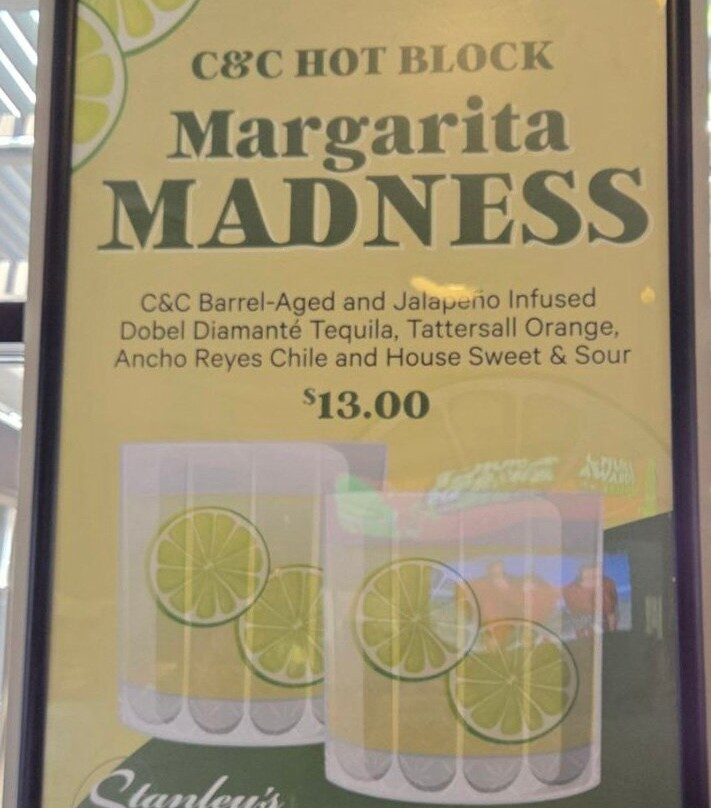 C&C HOT BLOCK
Margarita
MADNESS
C&C Barrel-Aged and Jalapeño Infused
Dobel Diamanté Tequila, Tattersall Orange,
Ancho Reyes Chile and House Sweet & Sour
$13.00
Stanley's